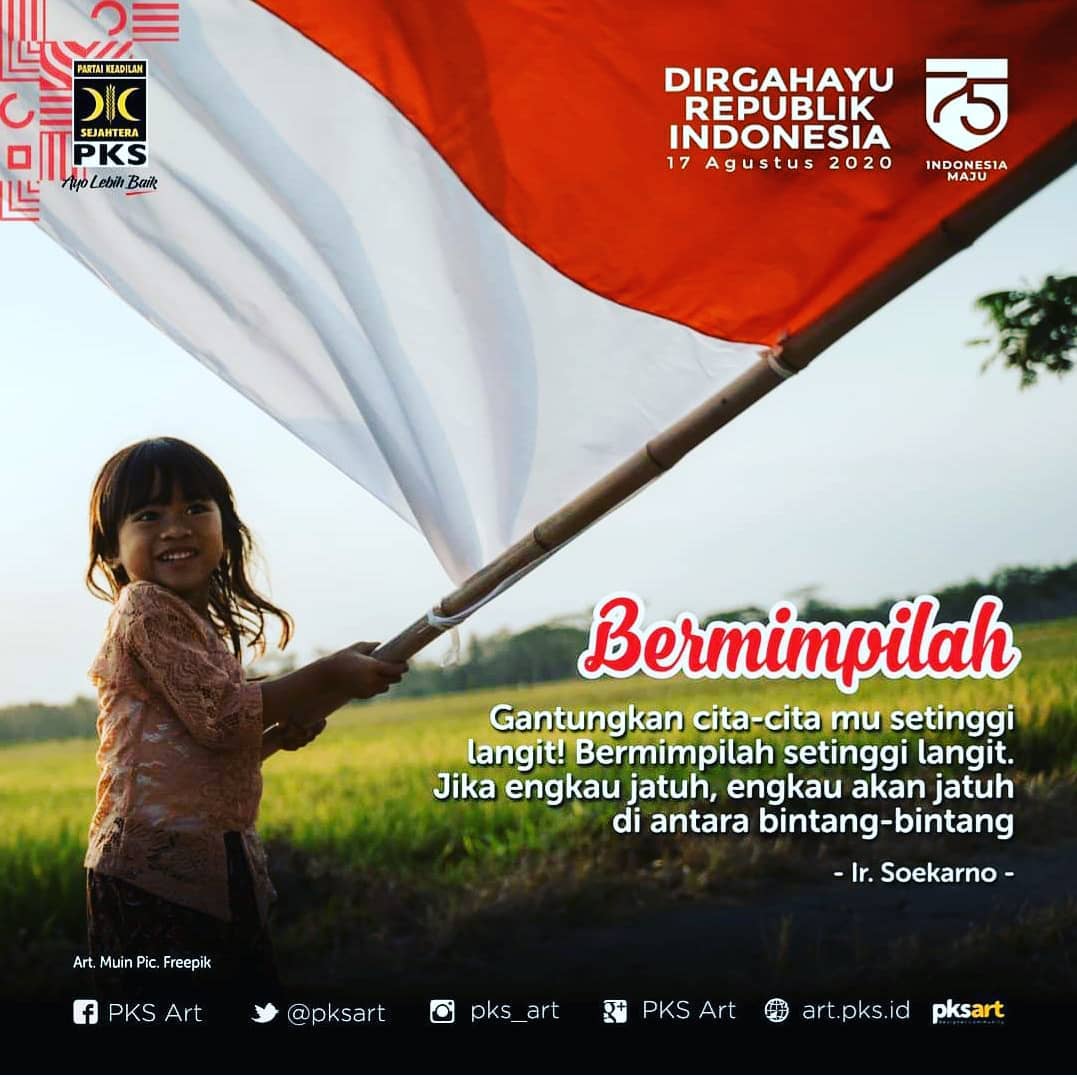 PARTAI KEADILAN
SEJAHTERA
PKS
Ayo Lebih Baik
DIRGAHAYU
REPUBLIK
INDONESIA
17 Agustus 2020
75
INDONESIA
MAJU
Bermimpilah
Gantungkan cita-cita mu setinggi
langit! Bermimpilah setinggi langit.
Jika engkau jatuh, engkau akan jatuh
di antara bintang-bintang
- Ir. Soekarno -
Art. Muin Pic. Freepik
PKS Art
@pksart
pks_art
PKS Art
art.pks.id
pksart
designer community